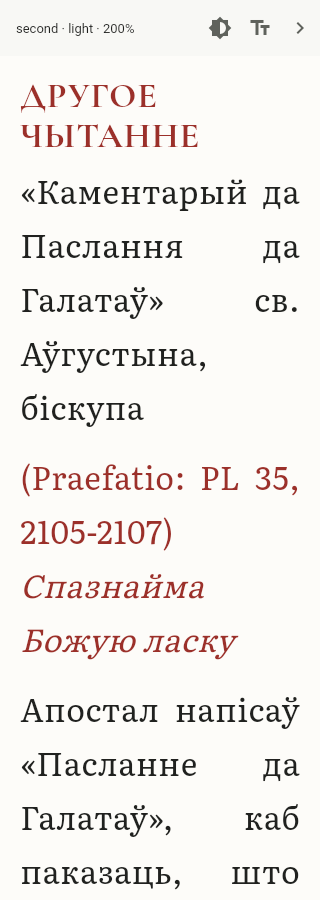 second · light · 200%
ДРУГОЕ
ЧЫТАННЕ
«Каментарый да
Паслання да
Галатаў» св.
Аўгустына,
біскупа
(Praefatio: PL 35,
2105-2107)
Спазнайма
Божую ласку
Апостал напісаў
«Пасланне да
Галатаў», каб
паказаць, што